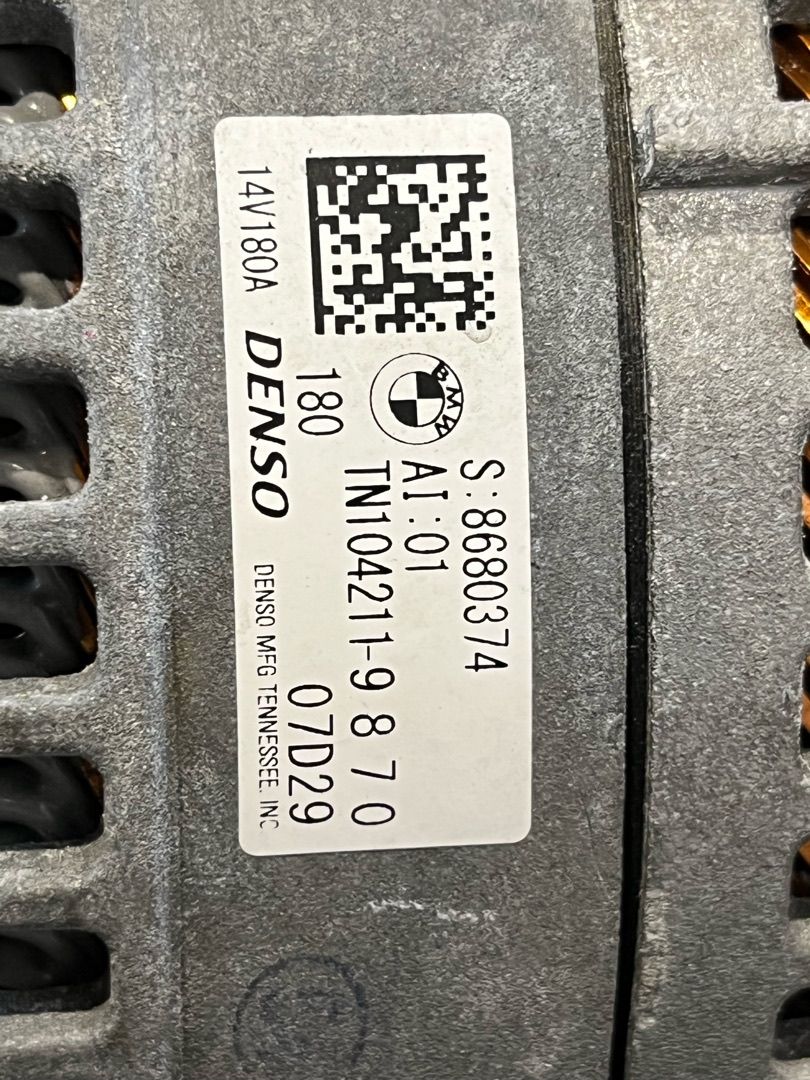 BMW
S:8680374
AI:01
TN104211-9870
180
07D29
14V180A
DENSO
DENSO MFG TENNESSEE. INC